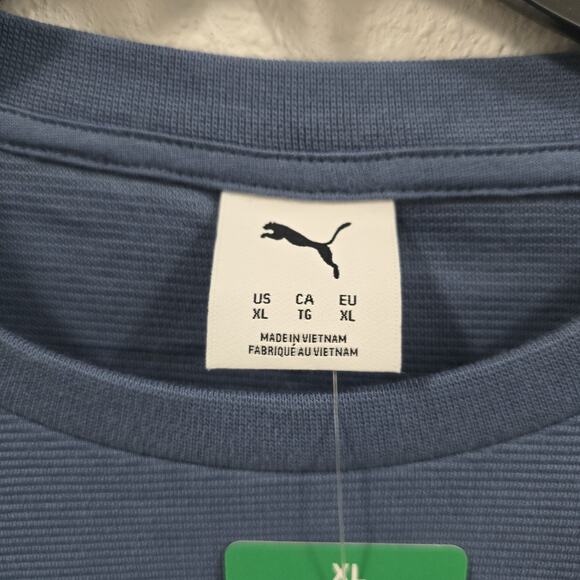 US CA EU
XL TG XL
MADE IN VIETNAM
FABRIQUÉ AU VIETNAM
XL